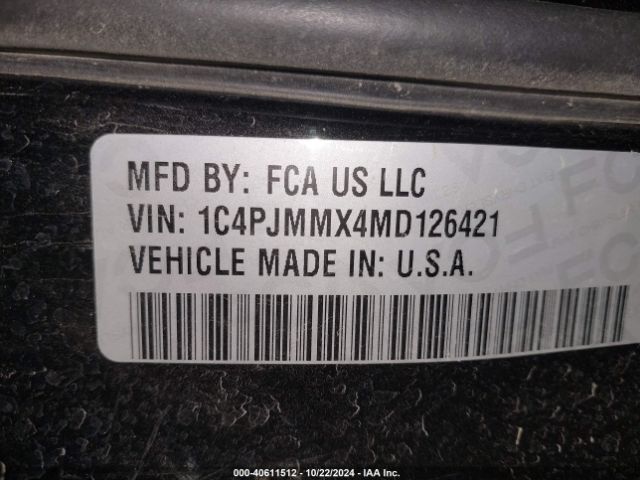 MFD BY: FCA US LLC
VIN: 1C4PJMMX4MD126421
VEHICLE MADE IN: U.S.A.
000-40611512 - 10/22/2024 - IAA Inc.